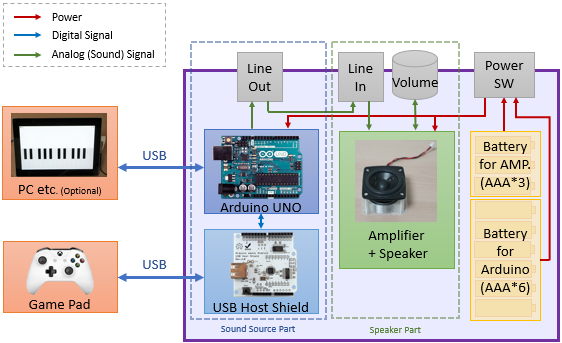 Power
Digital Signal
Analog (Sound) Signal
Line
Out
Line
In
Volume
Power
SW
USB
PC etc. (Optional)
Arduino UNO
Battery
for AMP.
(AAA*3)
Amplifier
+ Speaker
Battery
for
Arduino
(AAA*6)
USB
Game Pad
USB Host Shield
Sound Source Part
Speaker Part